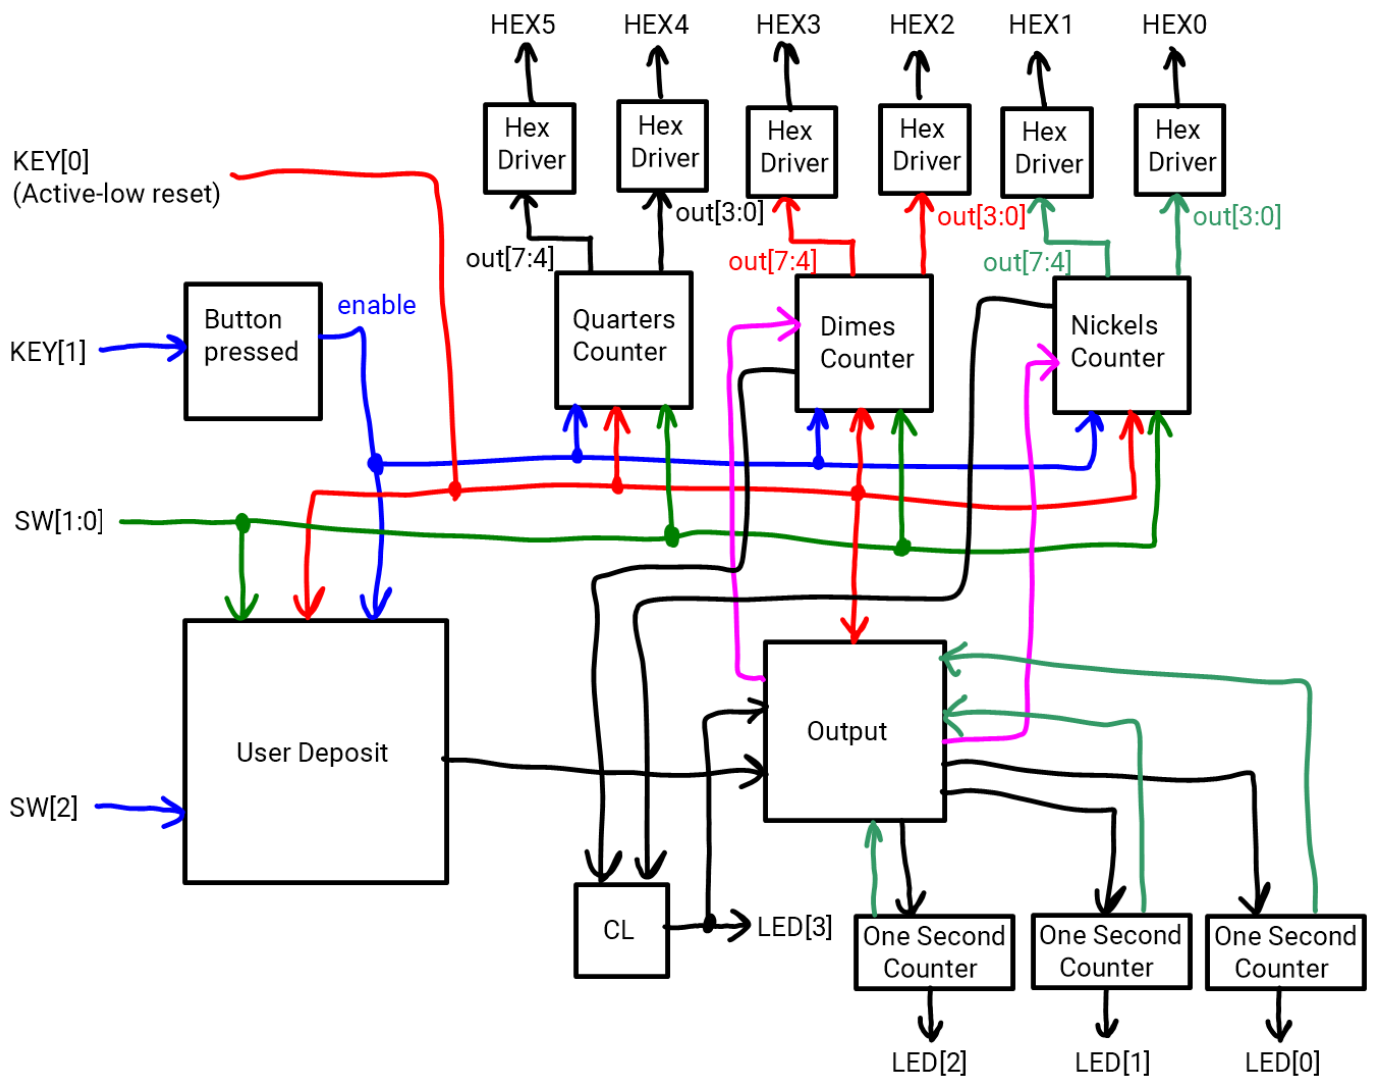 HEX5
HEX4
HEX3
HEX2
HEX1
HEX0
Hex
Driver
Hex
Driver
Hex
Driver
Hex
Driver
Hex
Driver
Hex
Driver
KEY[0]
(Active-low reset)
out[7:4]
out[3:0]
out[7:4]
out[3:0]
out[7:4]
out[3:0]
KEY[1]
Button
pressed
enable
Quarters
Counter
Dimes
Counter
Nickels
Counter
SW[1:0]
User Deposit
SW[2]
Output
CL
LED[3]
One Second
Counter
One Second
Counter
One Second
Counter
LED[2]
LED[1]
LED[0]